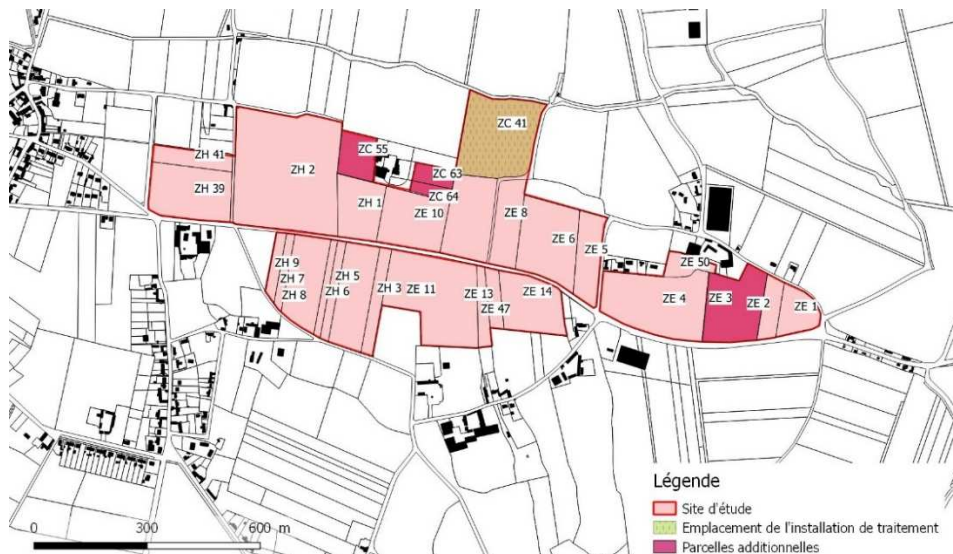 ZC 41
ZH 41
ZC 55
ZH 2
ZC 63
ZH 39
ZC 64
ZH 1
ZE 10
ZE 8
ZE 6
ZE 5
ZH 9
ZH 7
ZH 8
ZH 5
ZH 6
ZH 3
ZE 11
ZE 13
ZE 47
ZE 14
ZE 50
ZE 4
ZE 3
ZE 2
ZE 1
Légende
Site d'étude
Emplacement de l'installation de traitement
Parcelles additionnelles
0 300 600 m